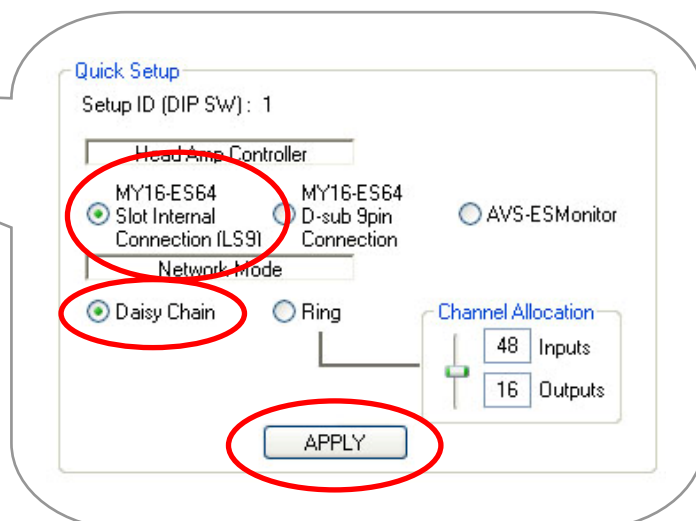 Quick Setup
Setup ID (DIP SW) : 1
Head Amp Controller
MY16-ES64
Slot Internal
Connection (LS9)
MY16-ES64
D-sub 9pin
Connection
AVS-ESMonitor
Network Mode
Daisy Chain
Ring
Channel Allocation
48 Inputs
16 Outputs
APPLY